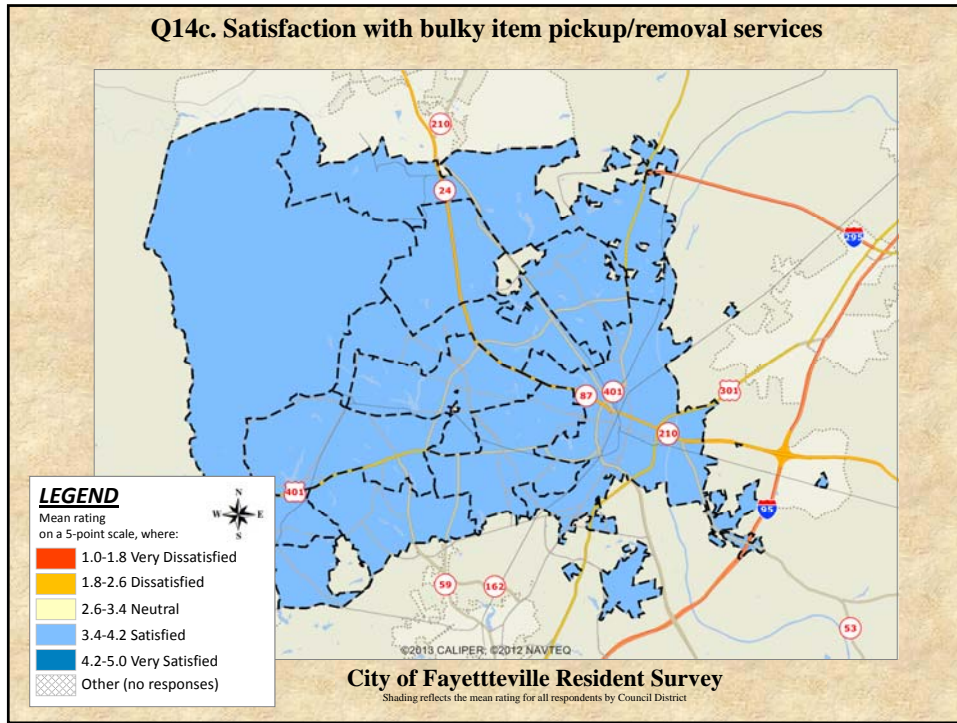 Q14c. Satisfaction with bulky item pickup/removal services
210
24
295
87
401
301
210
401
95
59
162
53
LEGEND
N
W E
S
Mean rating
on a 5-point scale, where:
1.0-1.8 Very Dissatisfied
1.8-2.6 Dissatisfied
2.6-3.4 Neutral
3.4-4.2 Satisfied
4.2-5.0 Very Satisfied
Other (no responses)
©2013 CALIPER; ©2012 NAVTEQ
City of Fayettteville Resident Survey
Shading reflects the mean rating for all respondents by Council District